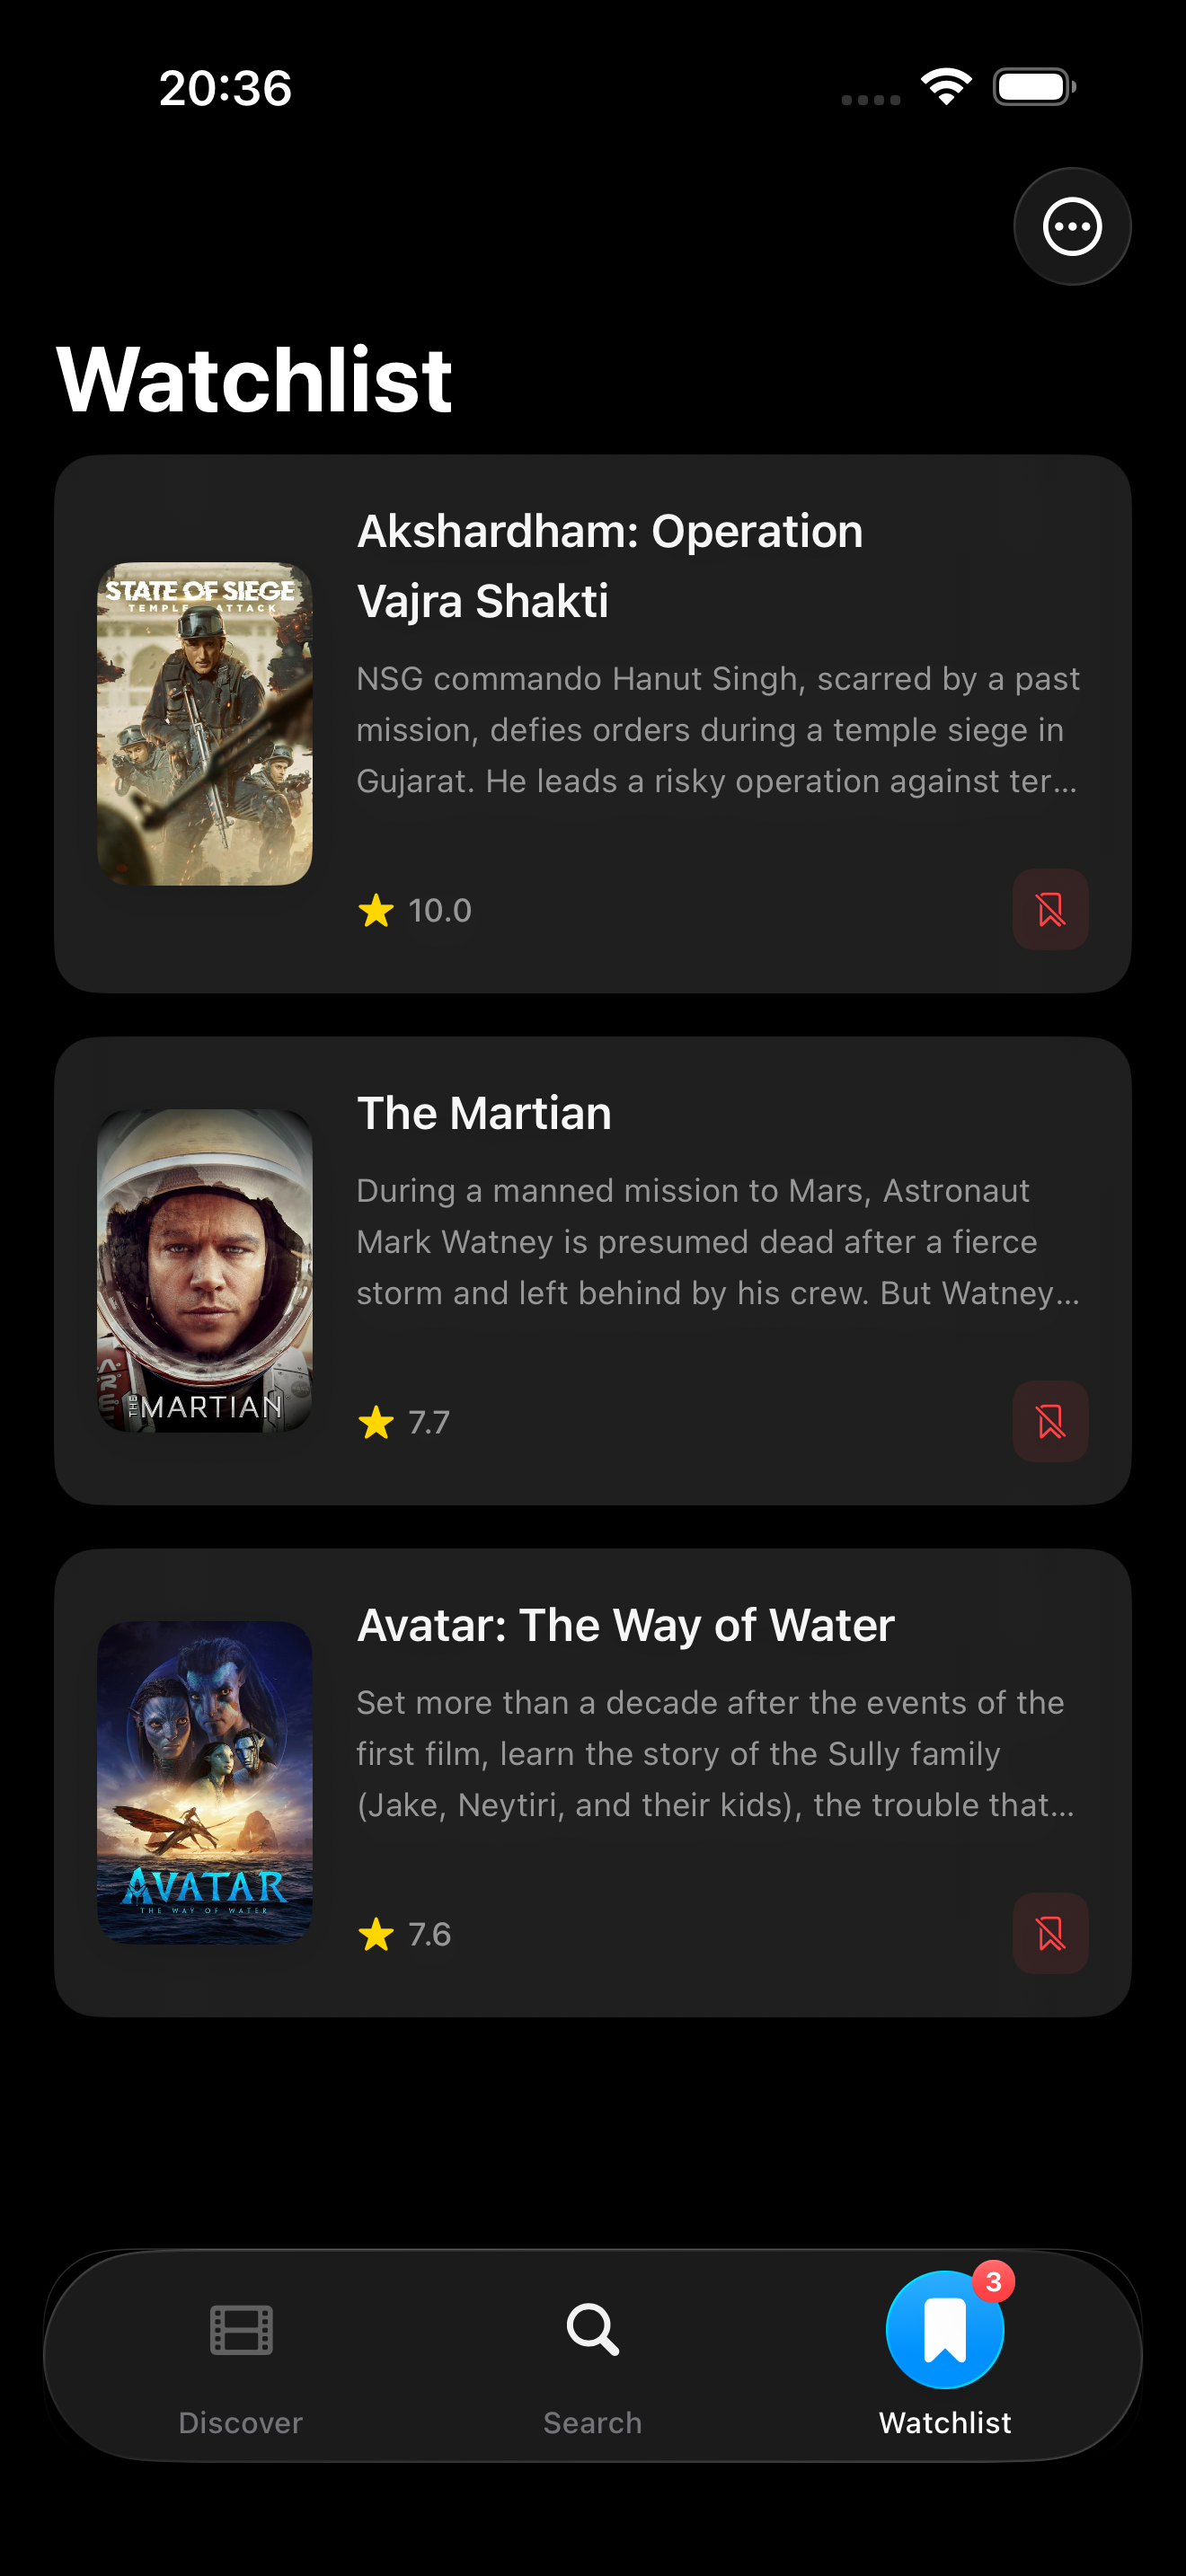 20:36
Watchlist
Akshardham: Operation
Vajra Shakti
NSG commando Hanut Singh, scarred by a past
mission, defies orders during a temple siege in
Gujarat. He leads a risky operation against ter...
10.0
STATE OF SIEGE
TEMPLE ATTACK
The Martian
During a manned mission to Mars, Astronaut
Mark Watney is presumed dead after a fierce
storm and left behind by his crew. But Watney...
7.7
THE MARTIAN
Avatar: The Way of Water
Set more than a decade after the events of the
first film, learn the story of the Sully family
(Jake, Neytiri, and their kids), the trouble that...
7.6
AVATAR
THE WAY OF WATER
3
Discover
Search
Watchlist